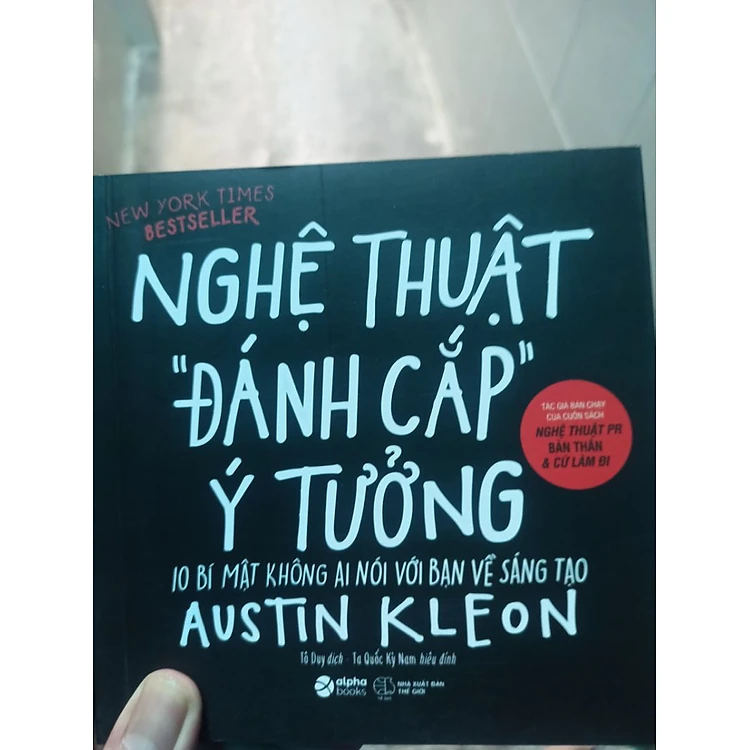 NEW YORK TIMES
BESTSELLER
NGHỆ THUẬT
"ĐÁNH CẮP"
Ý TƯỞNG
TÁC GIẢ BÁN CHẠY
CỦA CUỐN SÁCH
NGHỆ THUẬT PR
BẢN THÂN
& CỨ LÀM ĐI
10 BÍ MẬT KHÔNG AI NÓI VỚI BẠN VỀ SÁNG TẠO
AUSTIN KLEON
Tô Duy dịch - Tạ Quốc Kỳ Nam hiệu đính
alpha books
NHÀ XUẤT BẢN
THẾ GIỚI